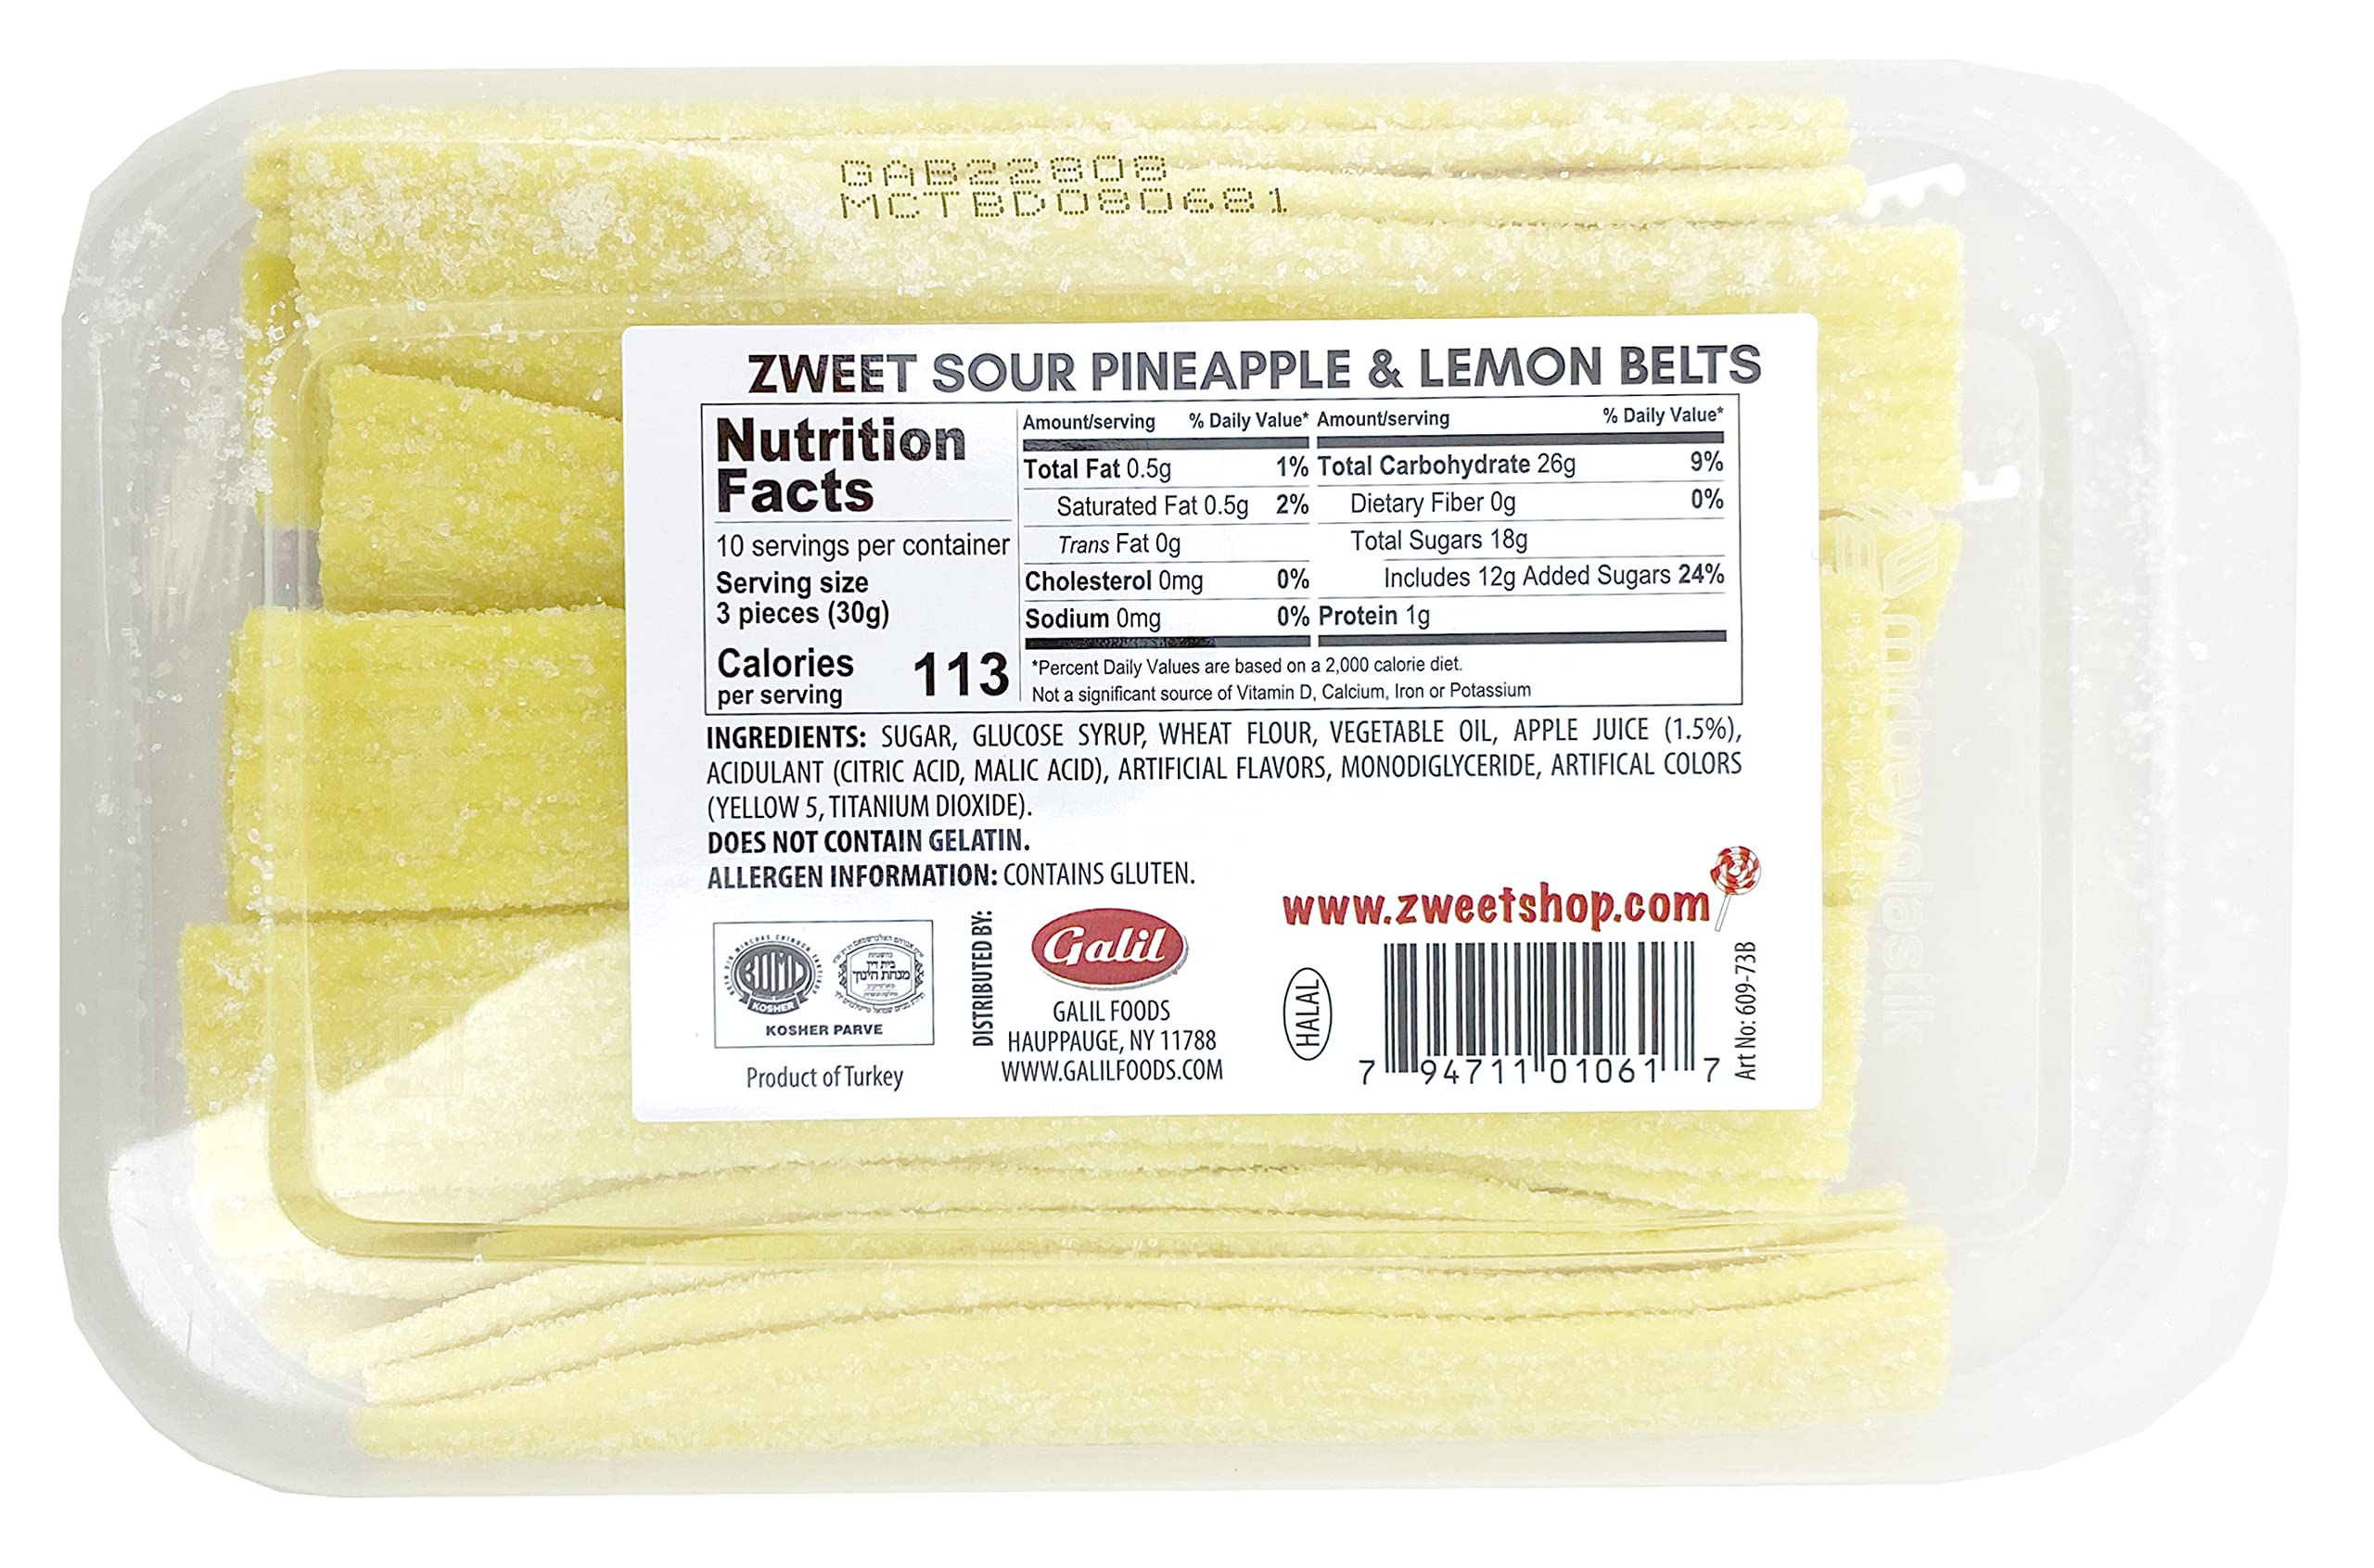 GAB22808
MCTBD080681
ZWEET SOUR PINEAPPLE & LEMON BELTS
Nutrition
Facts
10 servings per container
Serving size
3 pieces (30g)
Calories 113
per serving
Amount/serving % Daily Value*
Total Fat 0.5g 1%
Saturated Fat 0.5g 2%
Trans Fat 0g
Cholesterol 0mg 0%
Sodium 0mg 0%
Amount/serving % Daily Value*
Total Carbohydrate 26g 9%
Dietary Fiber 0g 0%
Total Sugars 18g
Includes 12g Added Sugars 24%
Protein 1g
*Percent Daily Values are based on a 2,000 calorie diet.
Not a significant source of Vitamin D, Calcium, Iron or Potassium
INGREDIENTS: SUGAR, GLUCOSE SYRUP, WHEAT FLOUR, VEGETABLE OIL, APPLE JUICE (1.5%),
ACIDULANT (CITRIC ACID, MALIC ACID), ARTIFICIAL FLAVORS, MONODIGLYCERIDE, ARTIFICAL COLORS
(YELLOW 5, TITANIUM DIOXIDE).
DOES NOT CONTAIN GELATIN.
ALLERGEN INFORMATION: CONTAINS GLUTEN.
KOSHER
בית דין
מנחת חינוך
KOSHER PARVE
Product of Turkey
DISTRIBUTED BY:
Galil
GALIL FOODS
HAUPPAUGE, NY 11788
WWW.GALILFOODS.COM
www.zweetshop.com
HALAL
7 94711 01061 7
Art No: 609-73B
mirbeyplastik